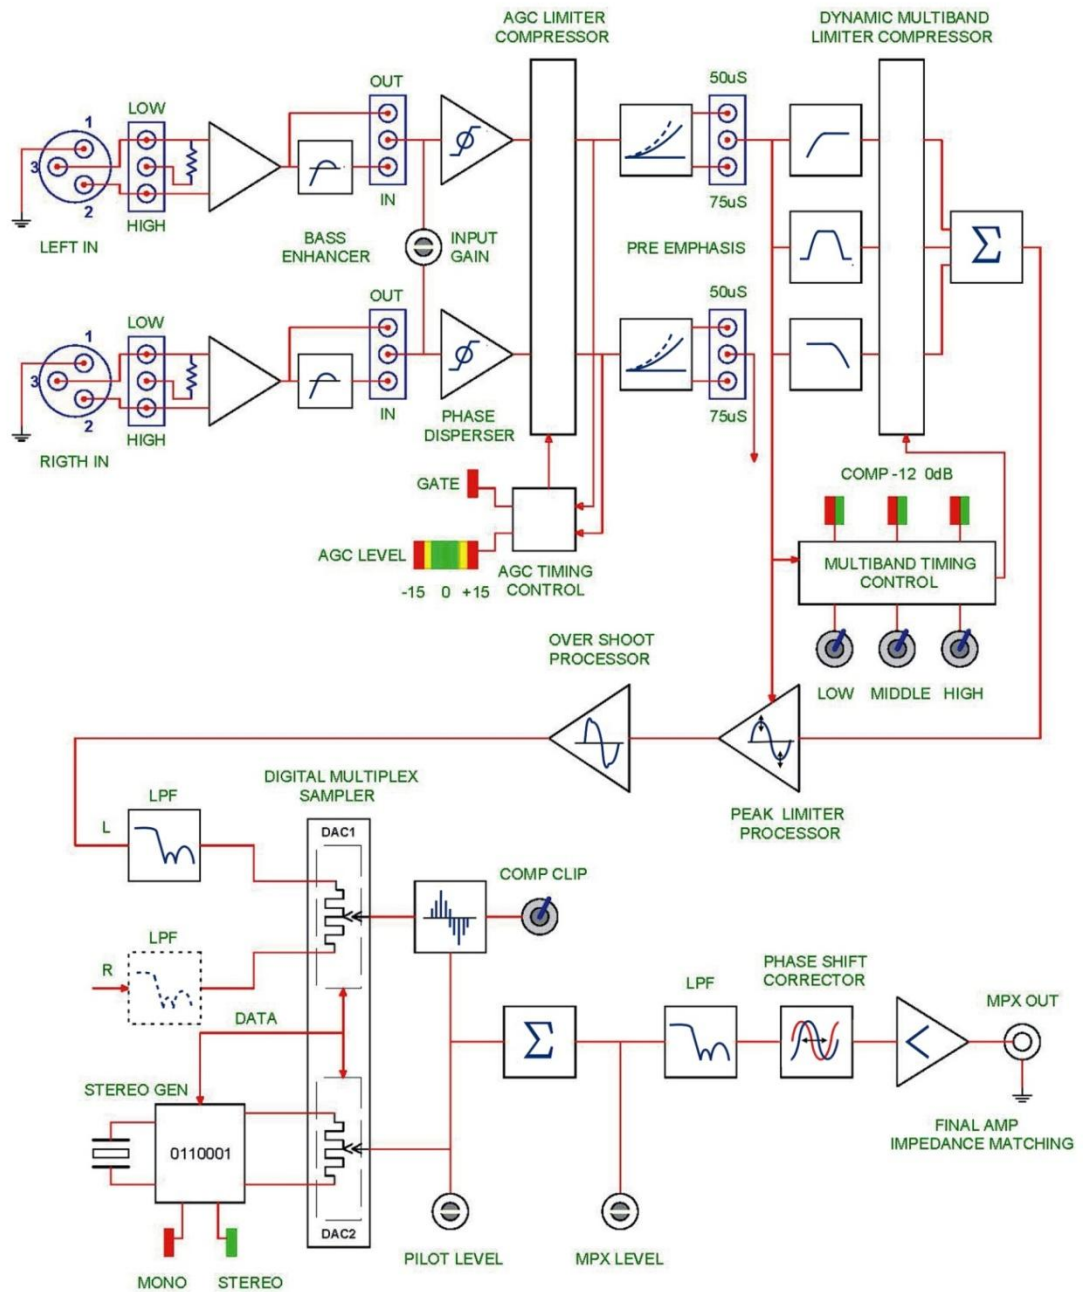 AGC LIMITER
COMPRESSOR
DYNAMIC MULTIBAND
LIMITER COMPRESSOR
OUT
50uS
LOW
1
3
2
HIGH
LEFT IN
IN
75uS
BASS
ENHANCER
INPUT
GAIN
PRE EMPHASIS
Σ
OUT
50uS
LOW
1
3
2
HIGH
RIGTH IN
IN
75uS
PHASE
DISPERSER
GATE
COMP -12 0dB
AGC LEVEL
-15 0 +15
AGC TIMING
CONTROL
MULTIBAND TIMING
CONTROL
LOW
MIDDLE
HIGH
OVER SHOOT
PROCESSOR
PEAK LIMITER
PROCESSOR
DIGITAL MULTIPLEX
SAMPLER
LPF
L
DAC1
COMP CLIP
LPF
R
DATA
PHASE SHIFT
CORRECTOR
LPF
MPX OUT
Σ
STEREO GEN
0110001
FINAL AMP
IMPEDANCE MATCHING
DAC2
PILOT LEVEL
MPX LEVEL
MONO
STEREO